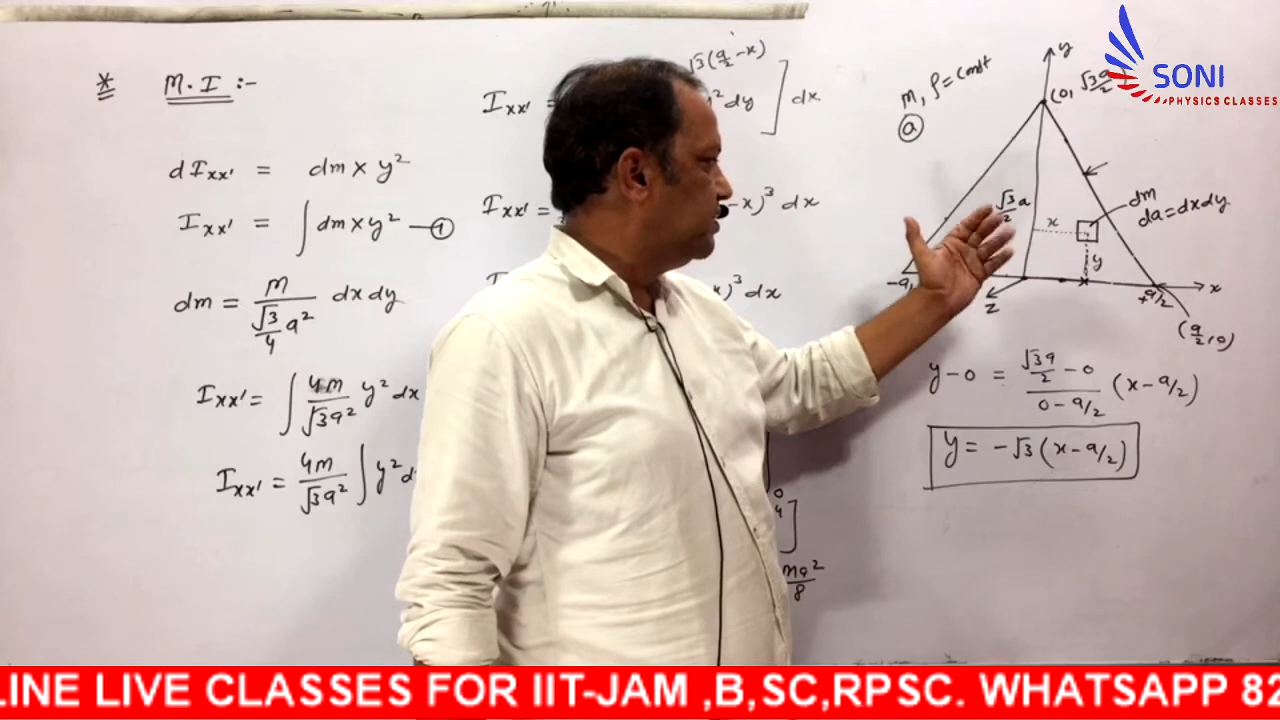 * M.I :-
dI_xx' = dm × y²
I_xx' = ∫ dm × y² —①
dm = m / (√3/4 a²) dx dy
I_xx' = ∫ 4m/√3a² y² dx
I_xx' = 4m/√3a² ∫ y² d
I_xx' =
√3(a/2 - x)
² dy ] dx
I_xx' =
-x)³ dx
)³ dx
]
ma²/8
m, ρ = Const
ⓐ
y
(0, √3a/2
√3/2 a
dm
da = dx dy
x
y
-a
z
+a/2
x
(a/2, 0)
y - 0 = (√3a/2 - 0)/(0 - a/2) (x - a/2)
y = -√3 (x - a/2)
SONI
PHYSICS CLASSES
LINE LIVE CLASSES FOR IIT-JAM ,B,SC,RPSC. WHATSAPP 82